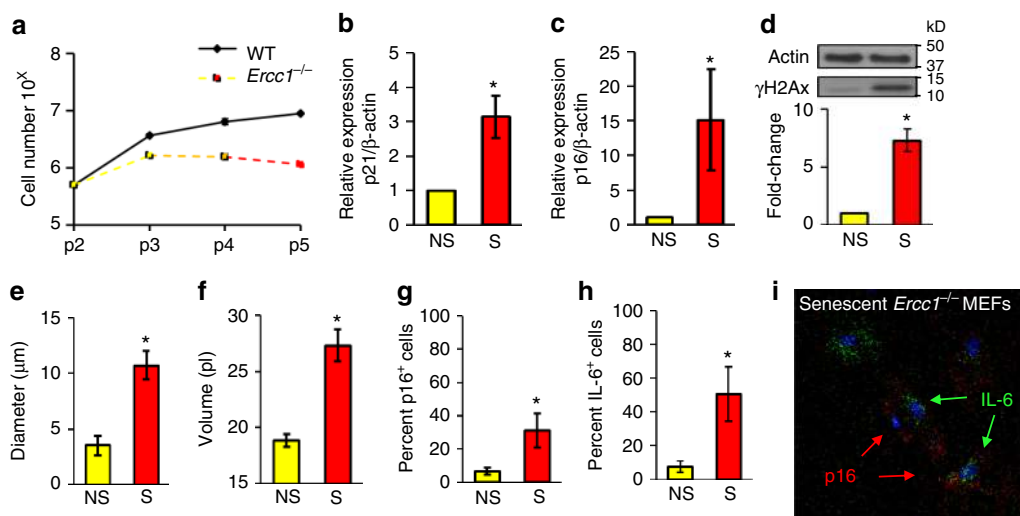 a
WT
Ercc1–/–
Cell number 10X
7
6
5
p2
p3
p4
p5
b
Relative expression
p21/β-actin
5
4
3
2
1
0
*
NS
S
c
Relative expression
p16/β-actin
25
20
15
10
5
0
*
NS
S
d
kD
Actin
50
37
γH2Ax
15
10
Fold-change
10
5
0
*
NS
S
e
Diameter (μm)
15
10
5
0
*
NS
S
f
Volume (pl)
30
25
20
15
*
NS
S
g
Percent p16+ cells
100
80
60
40
20
0
*
NS
S
h
Percent IL-6+ cells
100
80
60
40
20
0
*
NS
S
i
Senescent Ercc1–/– MEFs
IL-6
p16